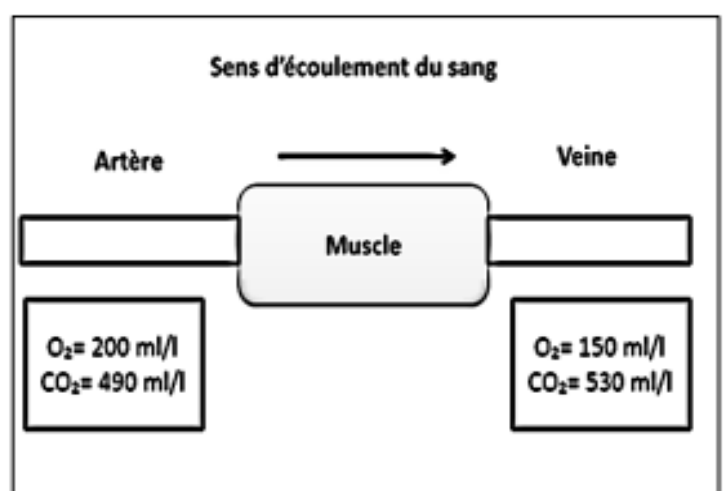 Sens d'écoulement du sang
Artère
Veine
Muscle
O₂= 200 ml/l
CO₂= 490 ml/l
O₂= 150 ml/l
CO₂= 530 ml/l